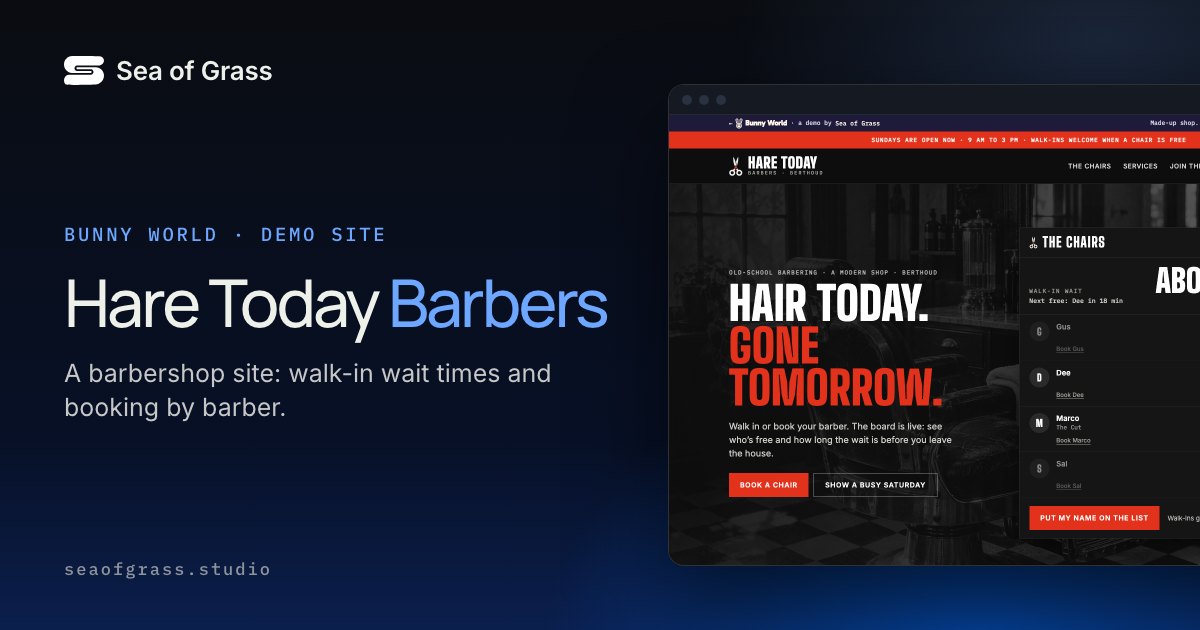 Sea of Grass
BUNNY WORLD · DEMO SITE
Hare Today Barbers
A barbershop site: walk-in wait times and
booking by barber.
seaofgrass.studio
← Bunny World · a demo by Sea of Grass
Made-up shop.
SUNDAYS ARE OPEN NOW · 9 AM TO 3 PM · WALK-INS WELCOME WHEN A CHAIR IS FREE
HARE TODAY
BARBERS · BERTHOUD
THE CHAIRS SERVICES JOIN
OLD-SCHOOL BARBERING · A MODERN SHOP · BERTHOUD
HAIR TODAY.
GONE
TOMORROW.
Walk in or book your barber. The board is live: see
who's free and how long the wait is before you leave
the house.
BOOK A CHAIR
SHOW A BUSY SATURDAY
THE CHAIRS
WALK-IN WAIT
Next free: Dee in 18 min
ABO
G
Gus
Book Gus
D
Dee
Book Dee
M
Marco
The Cut
Book Marco
S
Sal
Book Sal
PUT MY NAME ON THE LIST
Walk-ins